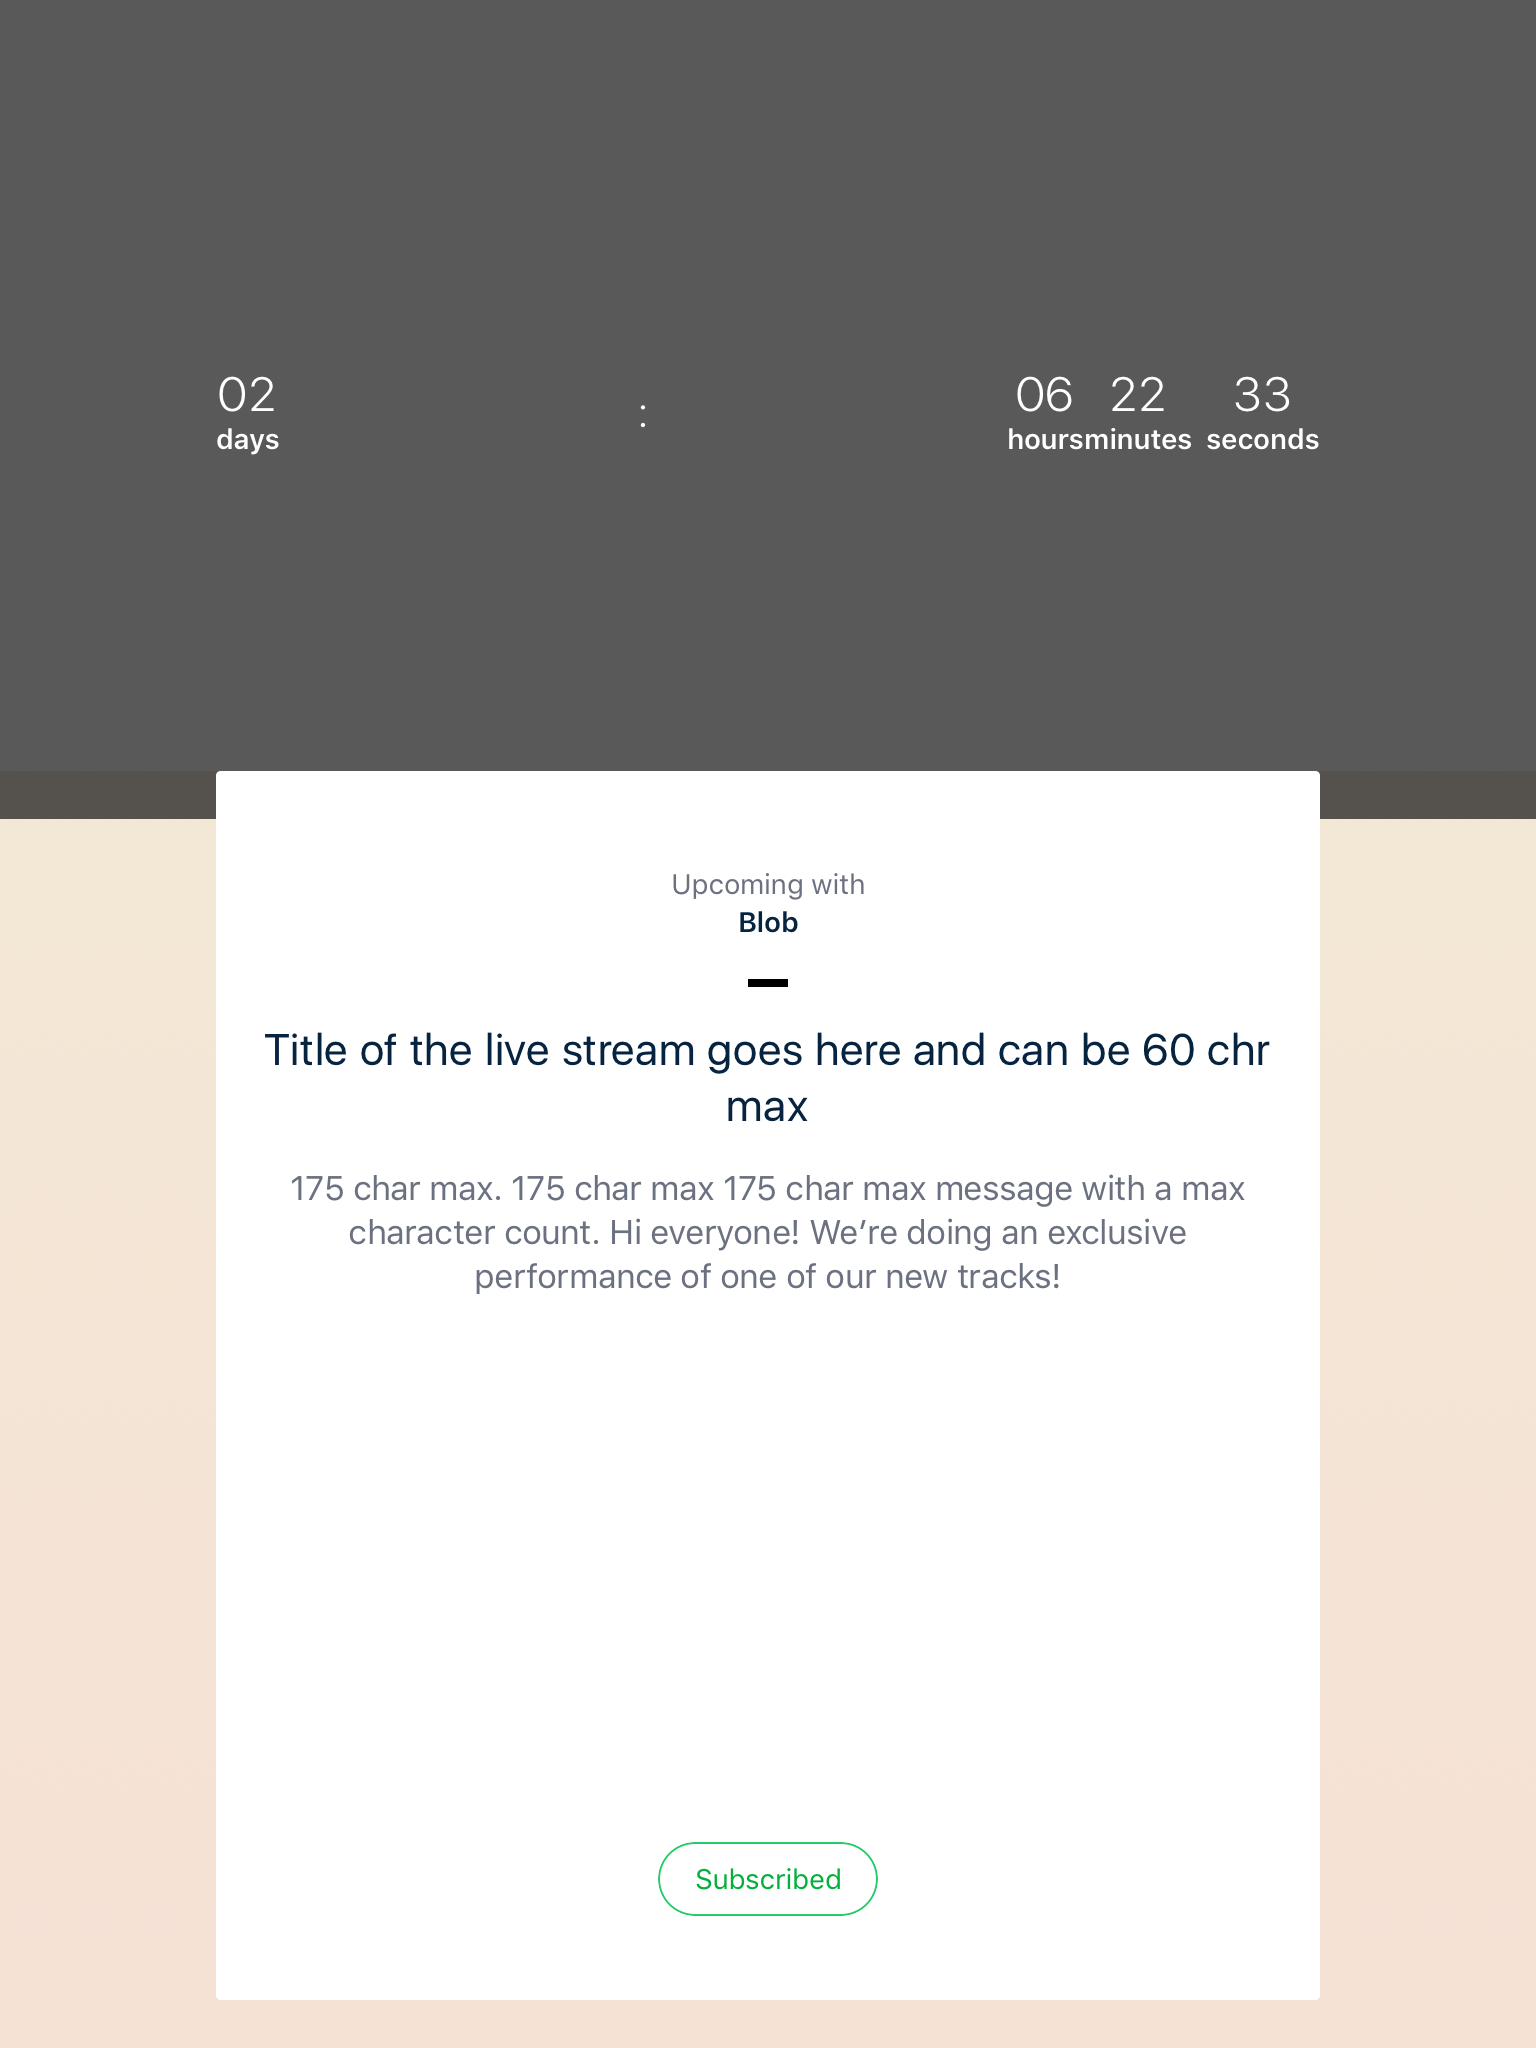 02 : 06 22 33
days hoursminutes seconds
Upcoming with
Blob
Title of the live stream goes here and can be 60 chr
max
175 char max. 175 char max 175 char max message with a max
character count. Hi everyone! We’re doing an exclusive
performance of one of our new tracks!
Subscribed